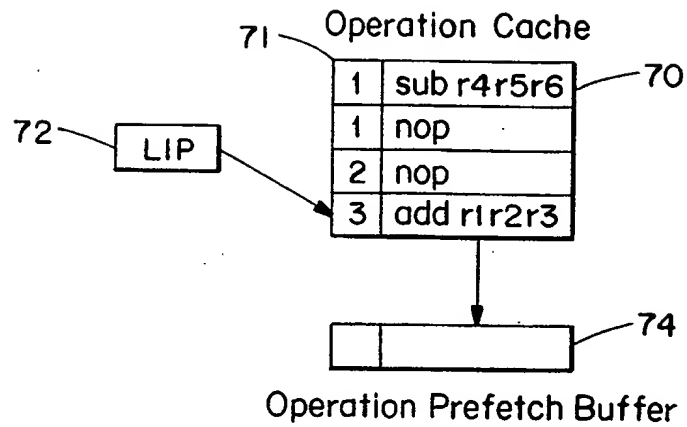 Operation Cache
71
1 sub r4r5r6
70
1 nop
72
LIP
2 nop
3 add r1r2r3
74
Operation Prefetch Buffer